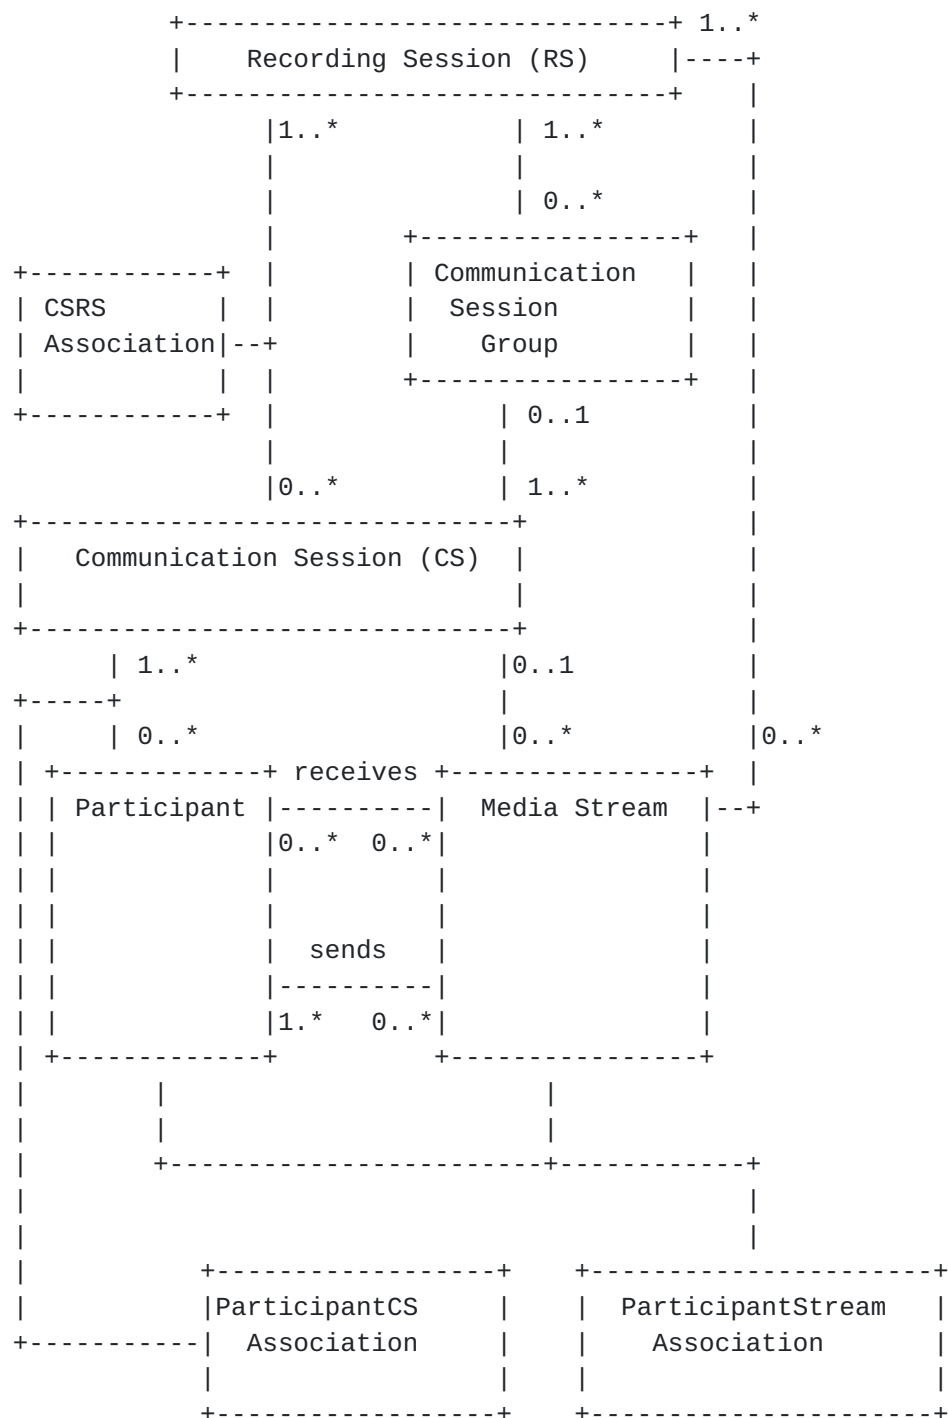 1..*
Recording Session (RS)
1..* 1..*
0..*
Communication
CSRS Session
Association Group
0..1
0..* 1..*
Communication Session (CS)
1..* 0..1
0..* 0..* 0..*
receives
Participant Media Stream
0..* 0..*
sends
1.* 0..*
ParticipantCS ParticipantStream
Association Association